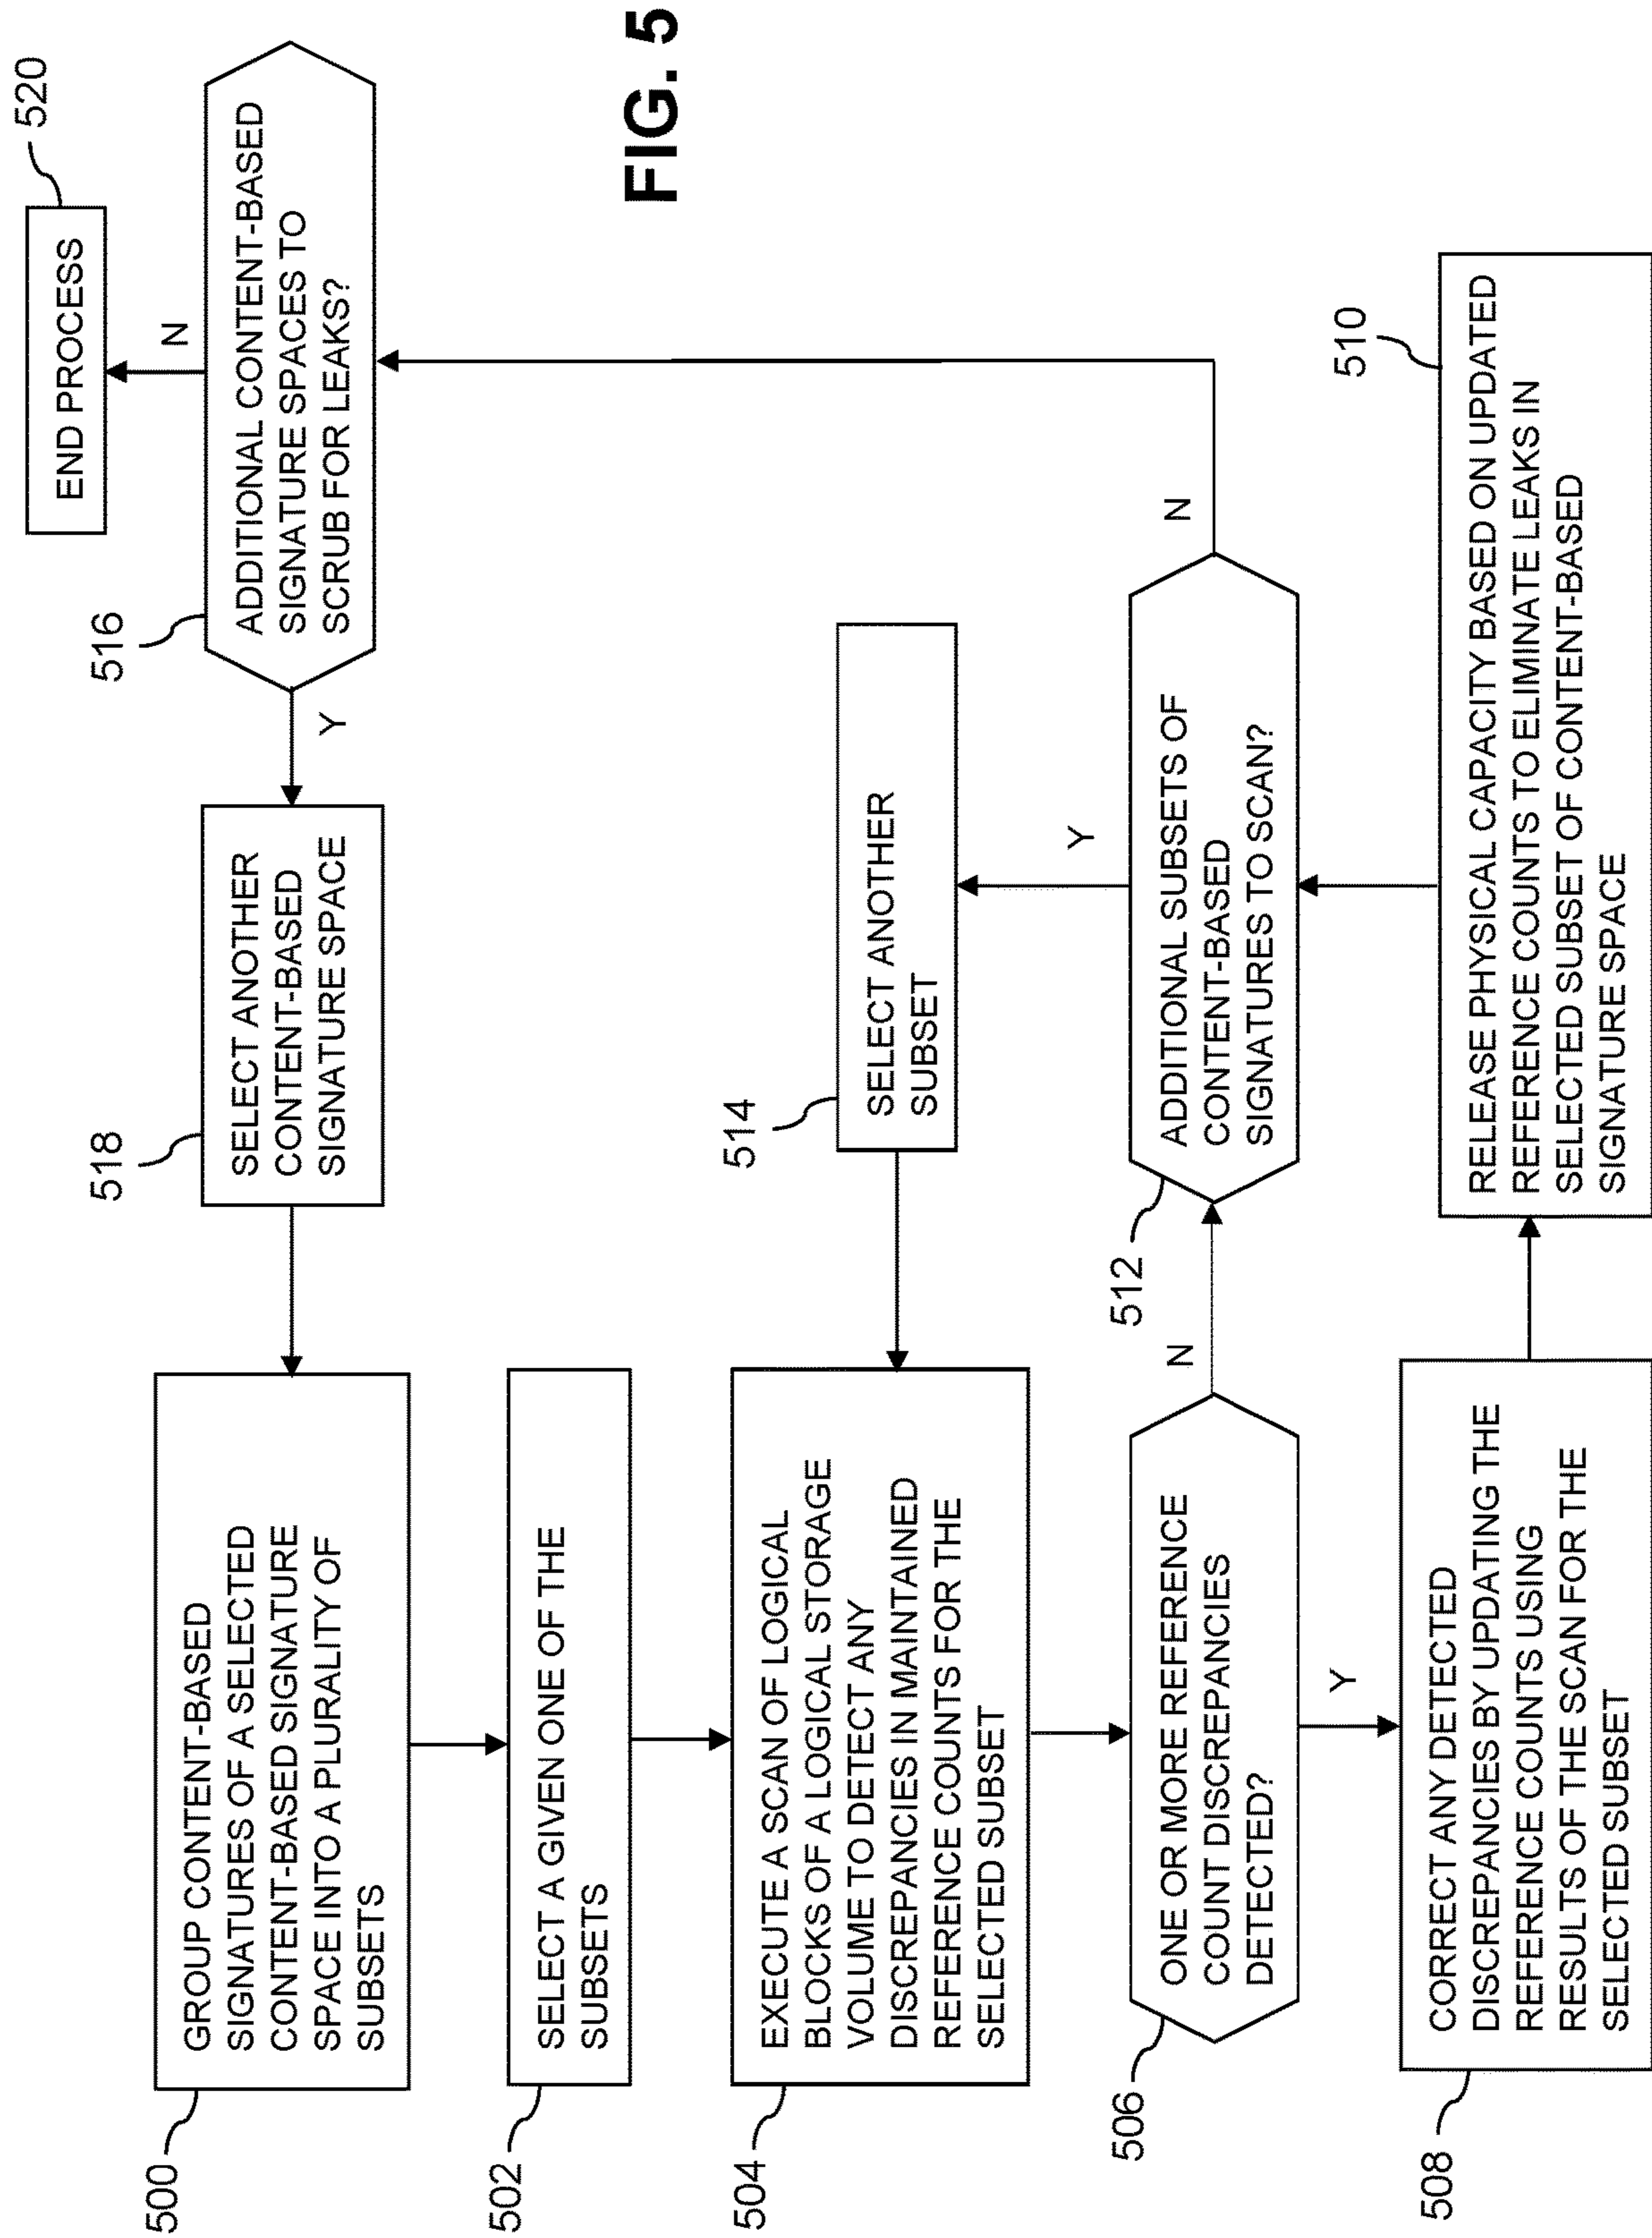 500
GROUP CONTENT-BASED
SIGNATURES OF A SELECTED
CONTENT-BASED SIGNATURE
SPACE INTO A PLURALITY OF
SUBSETS
502
SELECT A GIVEN ONE OF THE
SUBSETS
504
EXECUTE A SCAN OF LOGICAL
BLOCKS OF A LOGICAL STORAGE
VOLUME TO DETECT ANY
DISCREPANCIES IN MAINTAINED
REFERENCE COUNTS FOR THE
SELECTED SUBSET
506
ONE OR MORE REFERENCE
COUNT DISCREPANCIES
DETECTED?
N
Y
508
CORRECT ANY DETECTED
DISCREPANCIES BY UPDATING THE
REFERENCE COUNTS USING
RESULTS OF THE SCAN FOR THE
SELECTED SUBSET
510
RELEASE PHYSICAL CAPACITY BASED ON UPDATED
REFERENCE COUNTS TO ELIMINATE LEAKS IN
SELECTED SUBSET OF CONTENT-BASED
SIGNATURE SPACE
512
ADDITIONAL SUBSETS OF
CONTENT-BASED
SIGNATURES TO SCAN?
Y
N
514
SELECT ANOTHER
SUBSET
516
ADDITIONAL CONTENT-BASED
SIGNATURE SPACES TO
SCRUB FOR LEAKS?
Y
N
518
SELECT ANOTHER
CONTENT-BASED
SIGNATURE SPACE
520
END PROCESS
FIG. 5